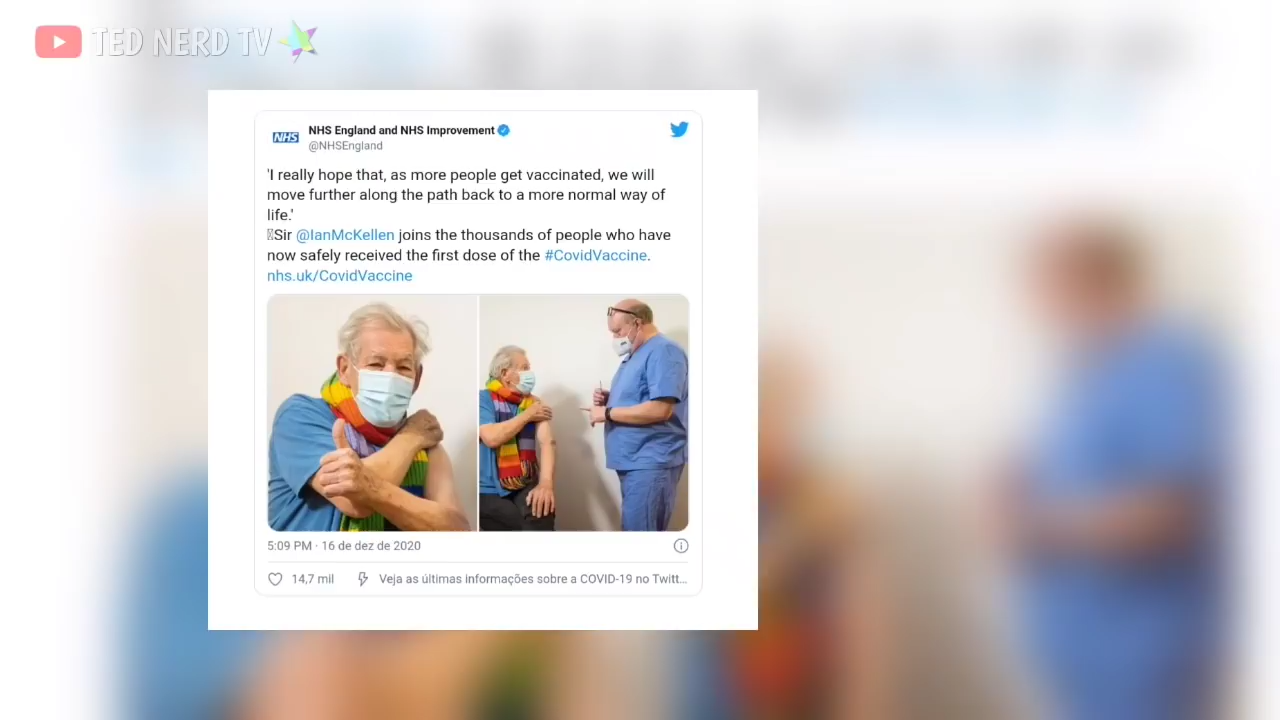 TED NERD TV
NHS
NHS England and NHS Improvement
@NHSEngland
'I really hope that, as more people get vaccinated, we will
move further along the path back to a more normal way of
life.'
Sir @IanMcKellen joins the thousands of people who have
now safely received the first dose of the #CovidVaccine.
nhs.uk/CovidVaccine
5:09 PM · 16 de dez de 2020
14,7 mil
Veja as últimas informações sobre a COVID-19 no Twitt...